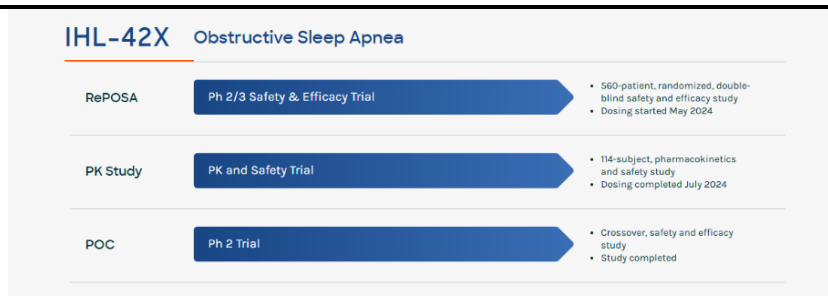 IHL-42X Obstructive Sleep Apnea
RePOSA
Ph 2/3 Safety & Efficacy Trial
• 560-patient, randomized, double-
blind safety and efficacy study
• Dosing started May 2024
PK Study
PK and Safety Trial
• 114-subject, pharmacokinetics
and safety study
• Dosing completed July 2024
POC
Ph 2 Trial
• Crossover, safety and efficacy
study
• Study completed